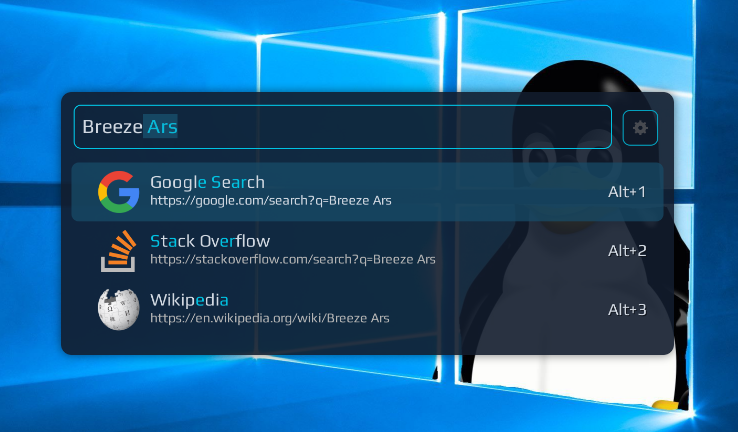 Breeze Ars
Google Search
https://google.com/search?q=Breeze Ars
Alt+1
Stack Overflow
https://stackoverflow.com/search?q=Breeze Ars
Alt+2
Wikipedia
https://en.wikipedia.org/wiki/Breeze Ars
Alt+3